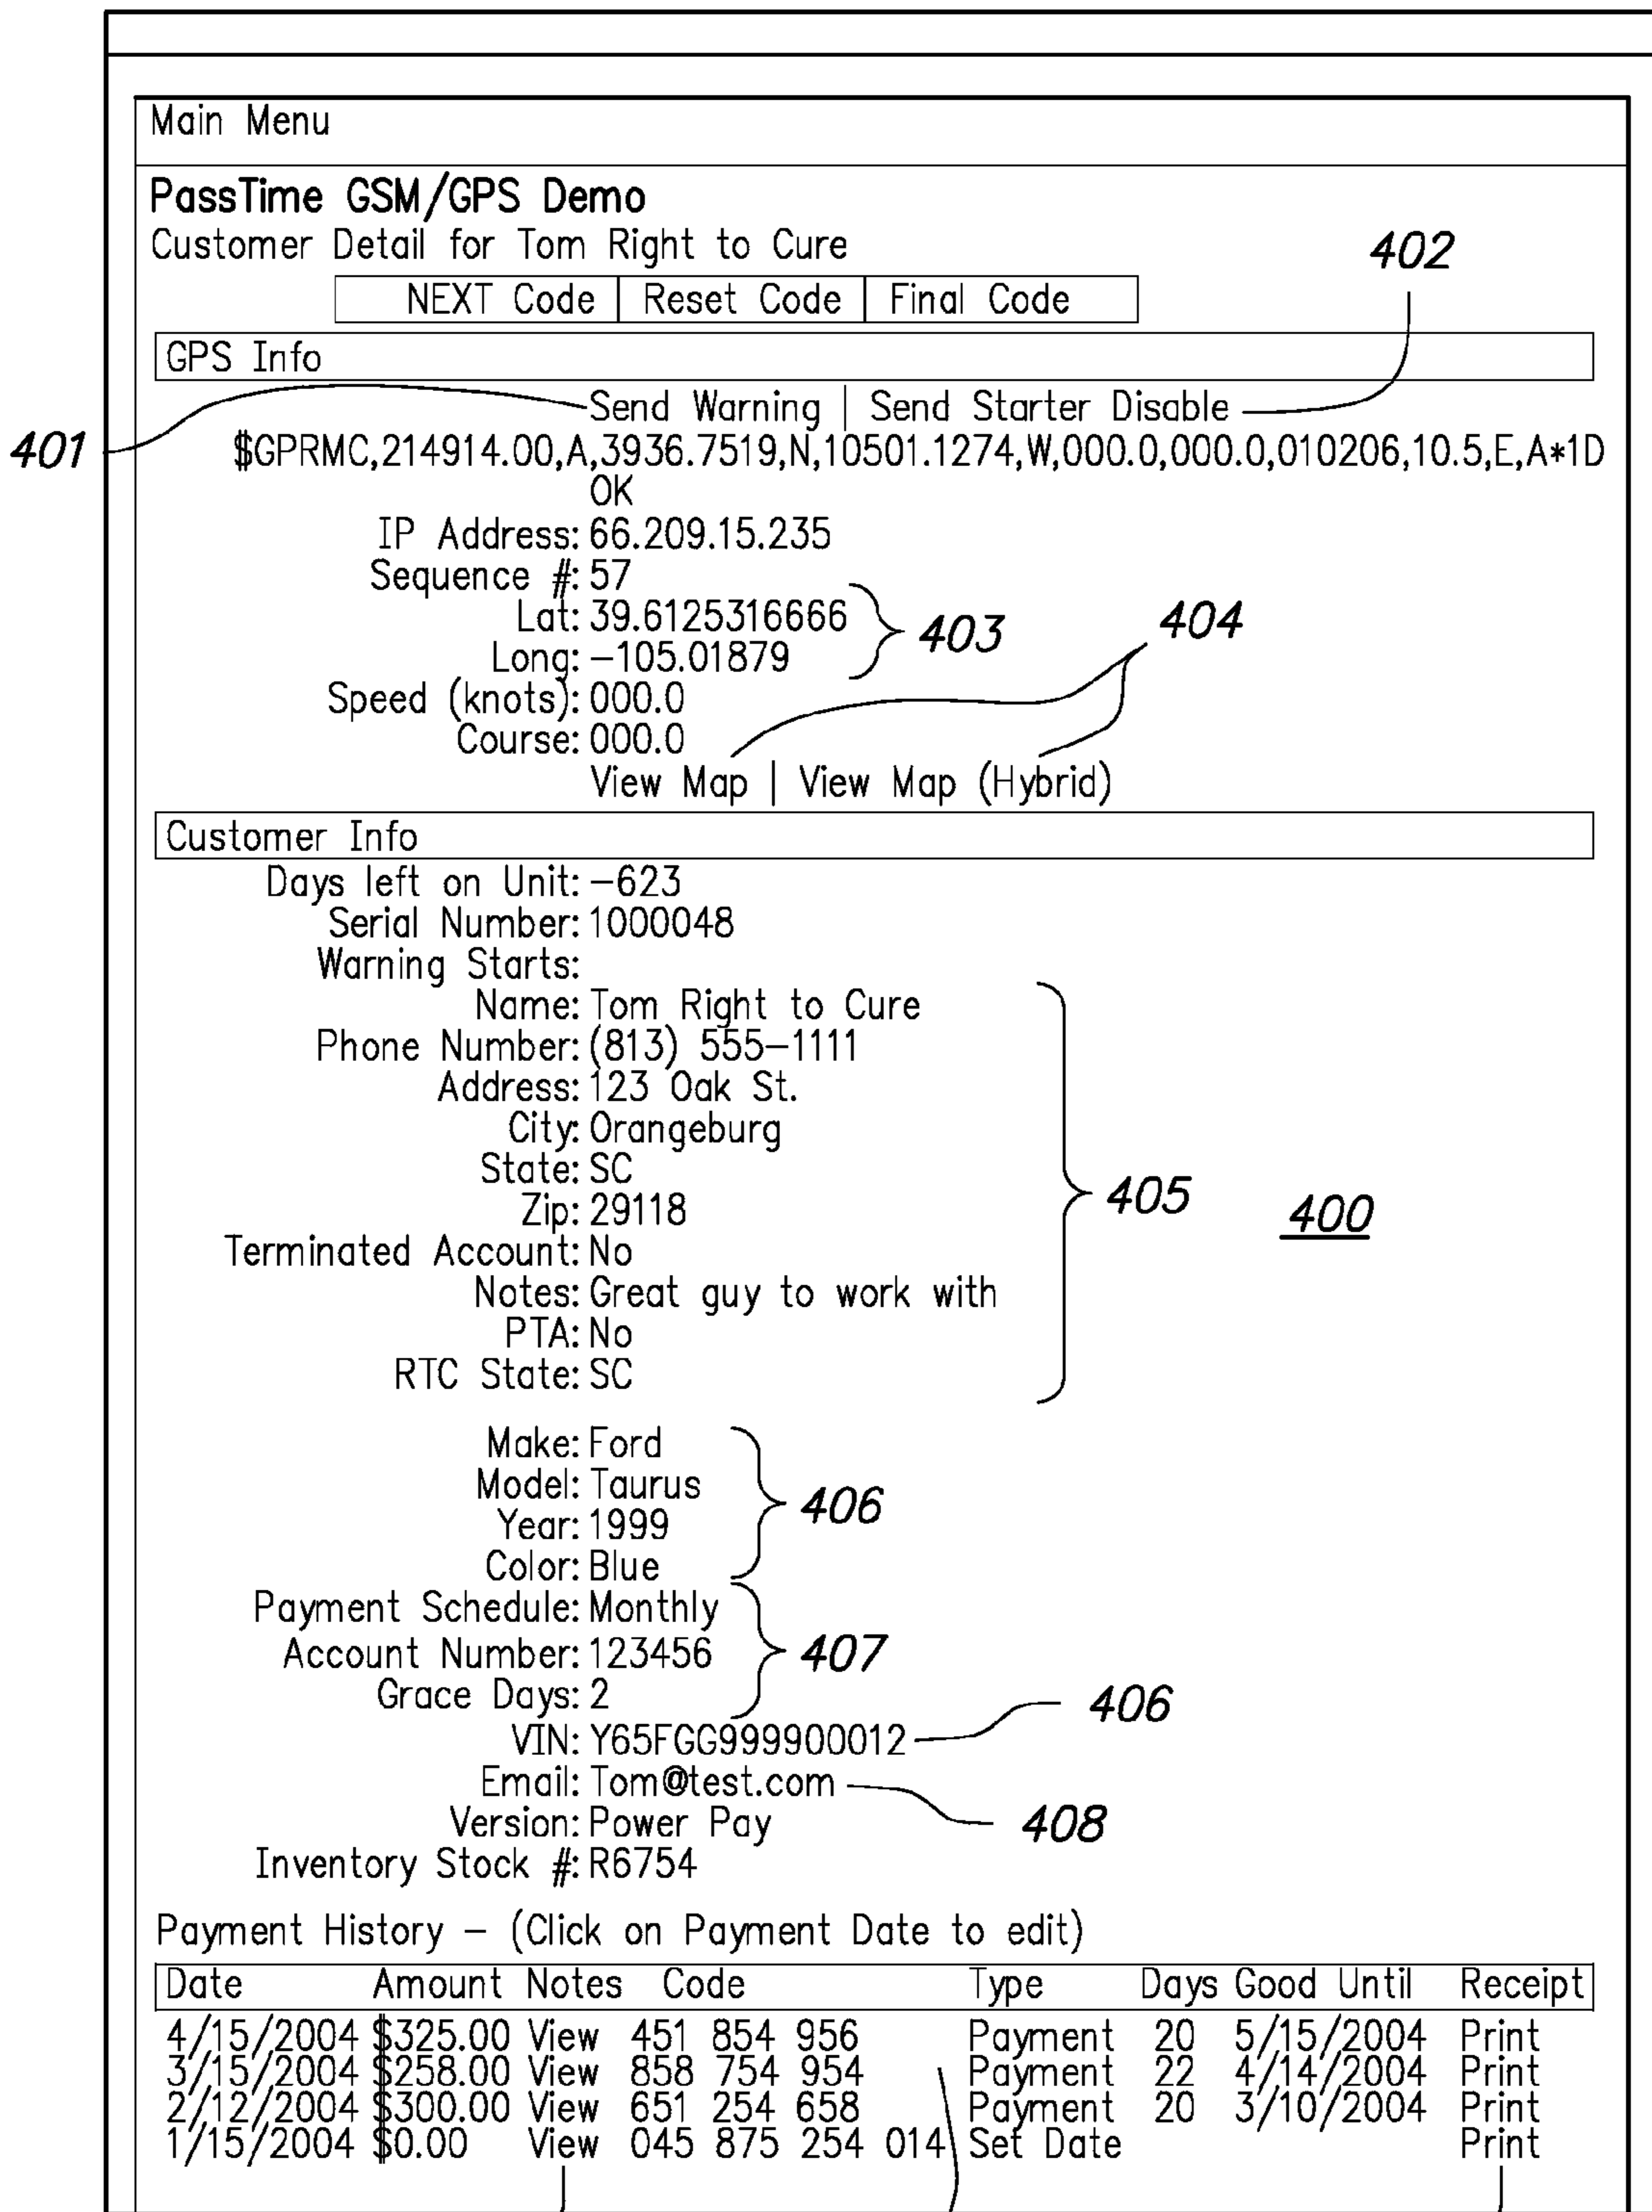 Main Menu
PassTime GSM/GPS Demo
Customer Detail for Tom Right to Cure
402
NEXT Code | Reset Code | Final Code
GPS Info
Send Warning | Send Starter Disable
401
$GPRMC,214914.00,A,3936.7519,N,10501.1274,W,000.0,000.0,010206,10.5,E,A*1D
OK
IP Address: 66.209.15.235
Sequence #: 57
Lat: 39.6125316666
403
404
Long: -105.01879
Speed (knots): 000.0
Course: 000.0
View Map | View Map (Hybrid)
Customer Info
Days left on Unit: -623
Serial Number: 1000048
Warning Starts:
Name: Tom Right to Cure
Phone Number: (813) 555-1111
Address: 123 Oak St.
City: Orangeburg
State: SC
405
400
Zip: 29118
Terminated Account: No
Notes: Great guy to work with
PTA: No
RTC State: SC
Make: Ford
Model: Taurus
406
Year: 1999
Color: Blue
Payment Schedule: Monthly
Account Number: 123456
407
Grace Days: 2
406
VIN: Y65FGG999900012
Email: Tom@test.com
Version: Power Pay
408
Inventory Stock #: R6754
Payment History - (Click on Payment Date to edit)
Date Amount Notes Code Type Days Good Until Receipt
4/15/2004 $325.00 View 451 854 956 Payment 20 5/15/2004 Print
3/15/2004 $258.00 View 858 754 954 Payment 22 4/14/2004 Print
2/12/2004 $300.00 View 651 254 658 Payment 20 3/10/2004 Print
1/15/2004 $0.00 View 045 875 254 014 Set Date Print